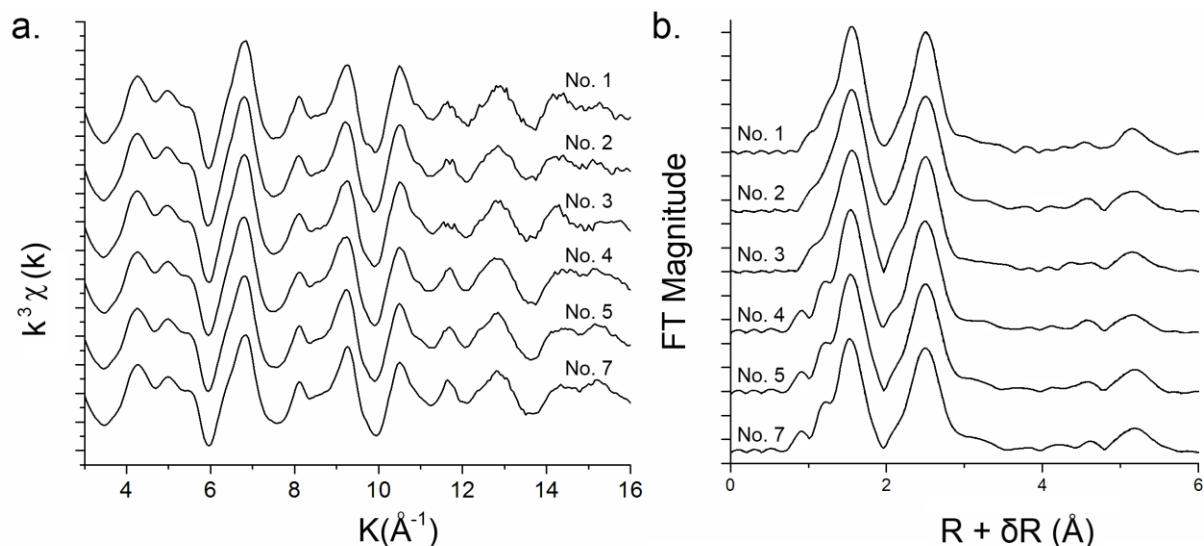 a.
k³χ(k)
No. 1
No. 2
No. 3
No. 4
No. 5
No. 7
4 6 8 10 12 14 16
K(Å⁻¹)
b.
FT Magnitude
No. 1
No. 2
No. 3
No. 4
No. 5
No. 7
0 2 4 6
R + δR (Å)